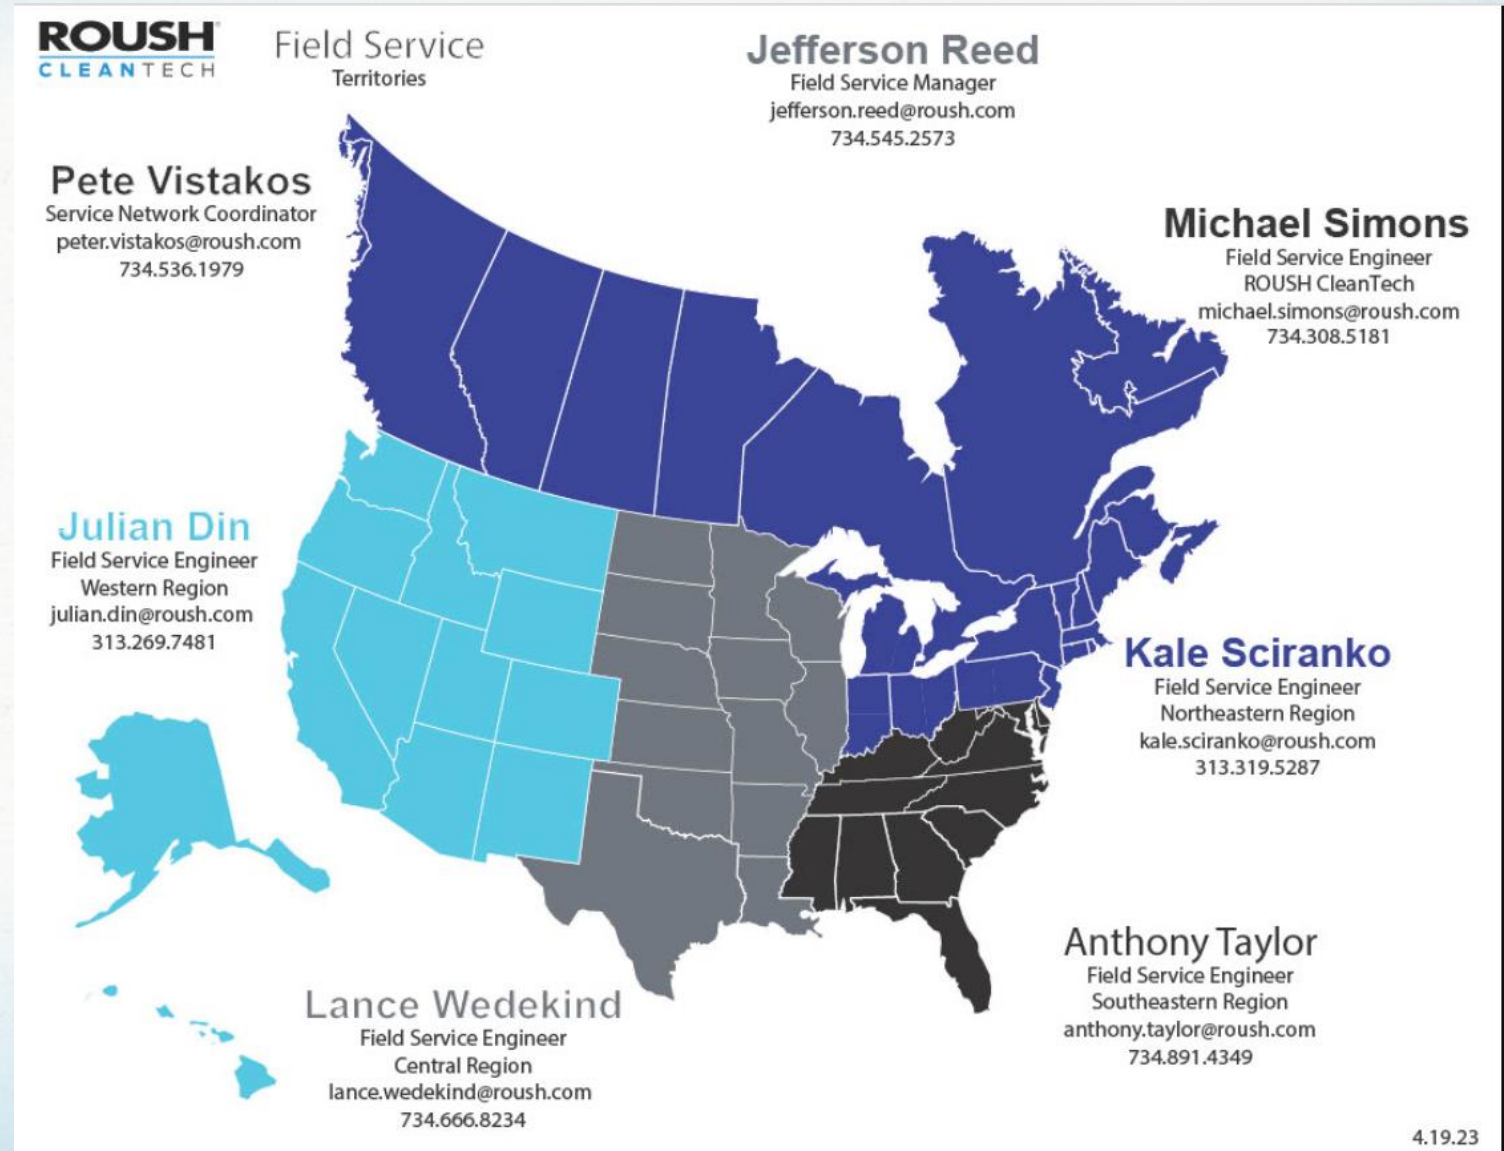 ROUSH
CLEANTECH
Field Service
Territories
Jefferson Reed
Field Service Manager
jefferson.reed@roush.com
734.545.2573
Pete Vistakos
Service Network Coordinator
peter.vistakos@roush.com
734.536.1979
Michael Simons
Field Service Engineer
ROUSH CleanTech
michael.simons@roush.com
734.308.5181
Julian Din
Field Service Engineer
Western Region
julian.din@roush.com
313.269.7481
Kale Sciranko
Field Service Engineer
Northeastern Region
kale.sciranko@roush.com
313.319.5287
Anthony Taylor
Field Service Engineer
Southeastern Region
anthony.taylor@roush.com
734.891.4349
Lance Wedekind
Field Service Engineer
Central Region
lance.wedekind@roush.com
734.666.8234
4.19.23